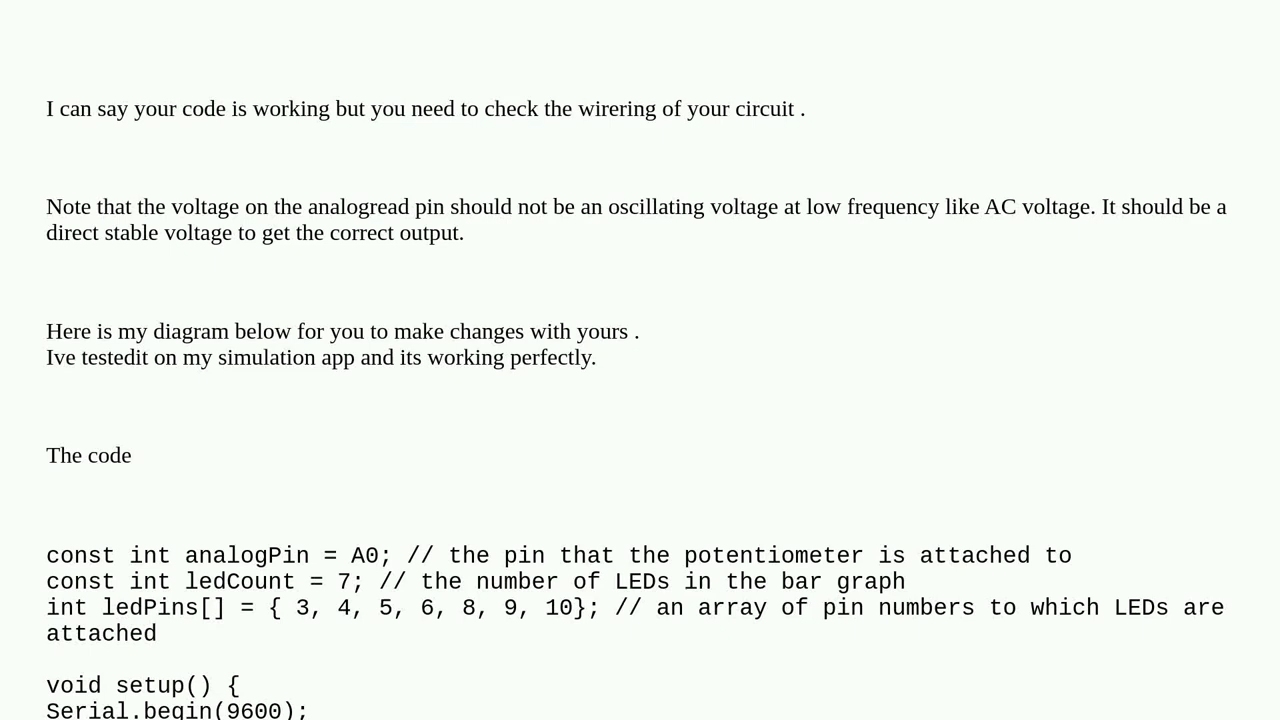 I can say your code is working but you need to check the wirering of your circuit .
Note that the voltage on the analogread pin should not be an oscillating voltage at low frequency like AC voltage. It should be a
direct stable voltage to get the correct output.
Here is my diagram below for you to make changes with yours .
Ive testedit on my simulation app and its working perfectly.
The code
const int analogPin = A0; // the pin that the potentiometer is attached to
const int ledCount = 7; // the number of LEDs in the bar graph
int ledPins[] = { 3, 4, 5, 6, 8, 9, 10}; // an array of pin numbers to which LEDs are
attached
void setup() {
Serial.begin(9600);